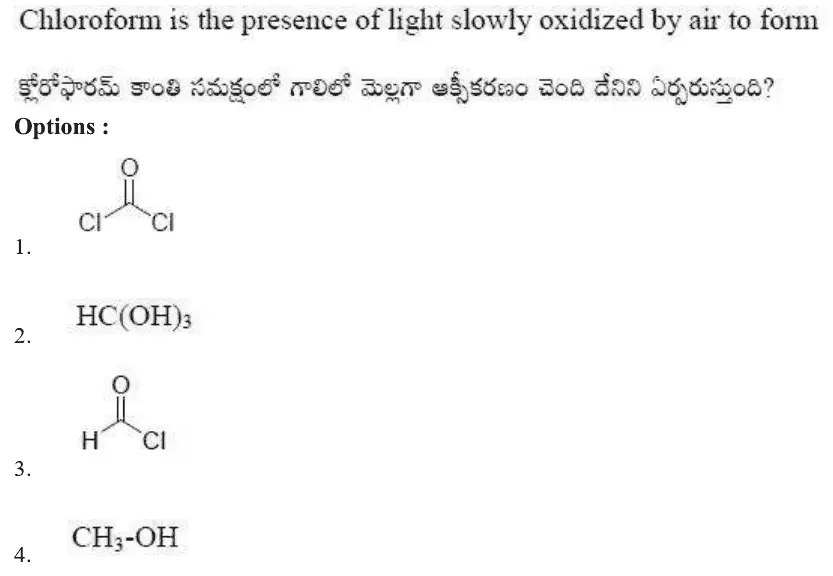 Chloroform is the presence of light slowly oxidized by air to form
క్లోరోఫారమ్ కాంతి సమక్షంలో గాలిలో మెల్లగా ఆక్సీకరణం చెంది దేనిని ఏర్పరుస్తుంది?
Options :
O
Cl Cl
1.
HC(OH)₃
2.
O
H Cl
3.
CH₃-OH
4.